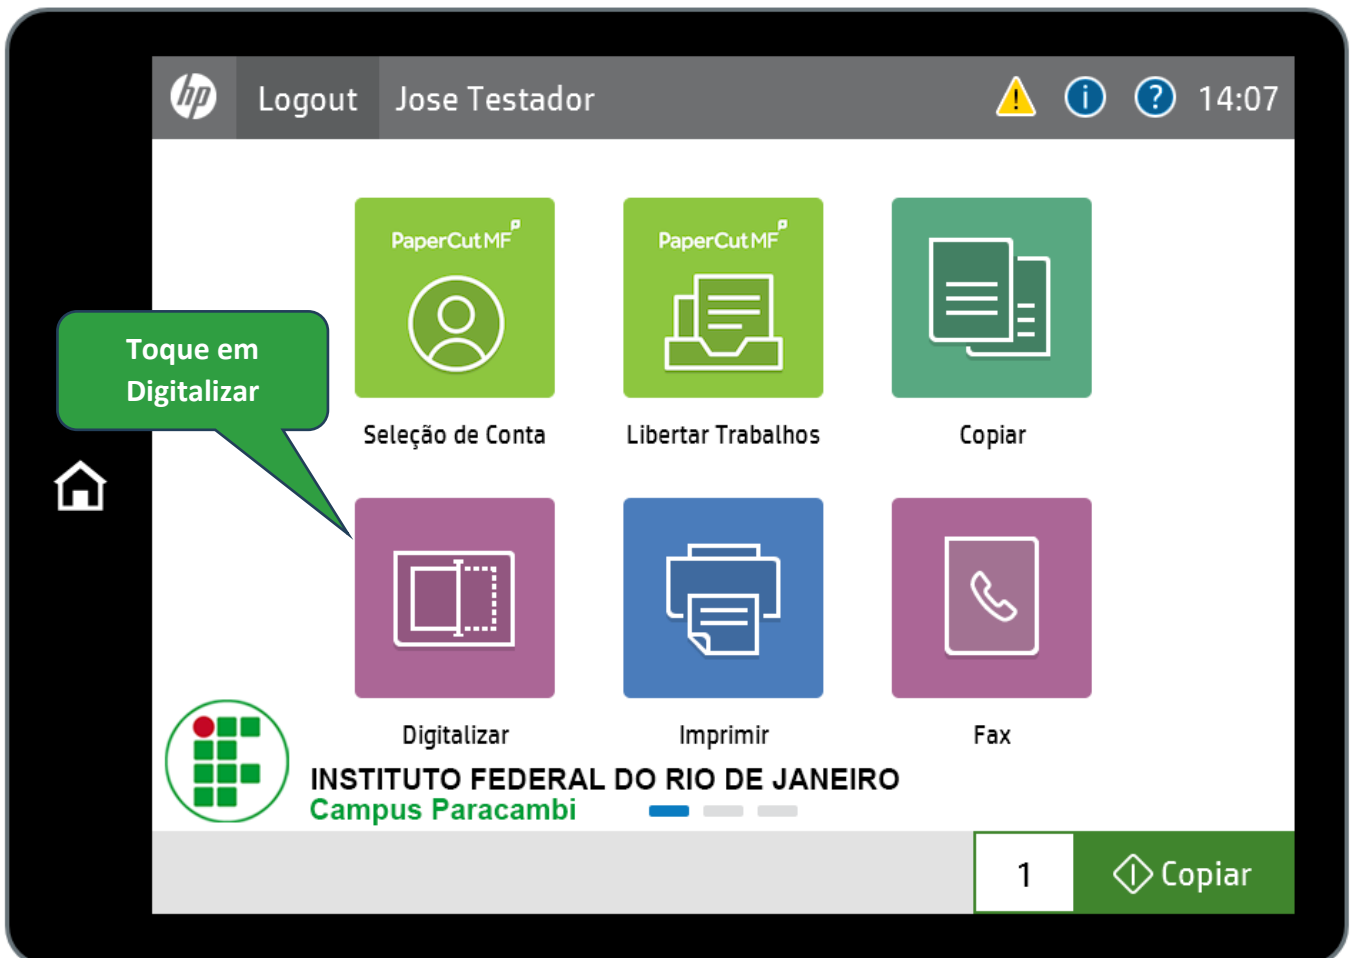 hp Logout Jose Testador 14:07
PaperCut MF PaperCut MF
Toque em
Digitalizar
Seleção de Conta Libertar Trabalhos Copiar
Digitalizar Imprimir Fax
INSTITUTO FEDERAL DO RIO DE JANEIRO
Campus Paracambi
1 Copiar